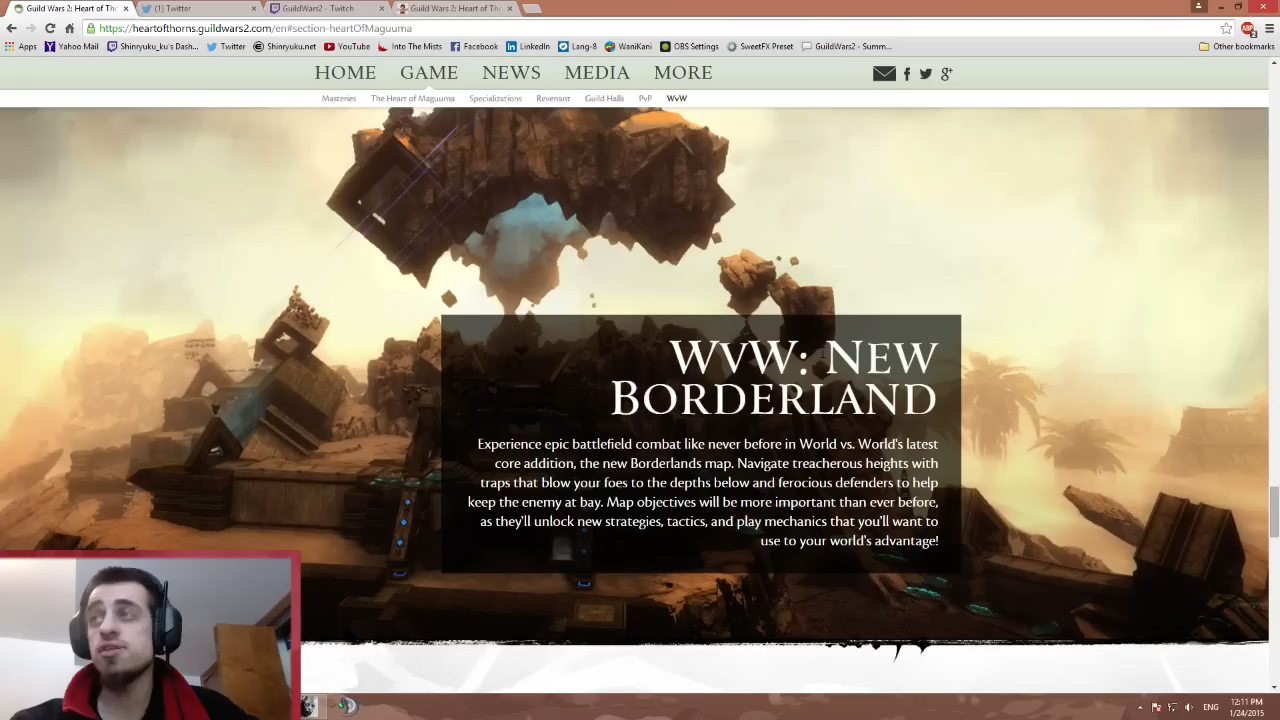 Guild Wars 2: Heart of Th
(1) Twitter
GuildWars2 - Twitch
Guild Wars 2: Heart of Th
https://heartofthorns.guildwars2.com/en#section-heartOfMaguuma
Apps Yahoo Mail Shinryuku_ku's Dash... Twitter Shinryuku.net YouTube Into The Mists Facebook LinkedIn Lang-8 WaniKani OBS Settings SweetFX Preset GuildWars2 - Summ... Other bookmarks
HOME GAME NEWS MEDIA MORE
Masteries The Heart of Maguuma Specializations Revenant Guild Halls PvP WvW
WvW: New
Borderland
Experience epic battlefield combat like never before in World vs. World's latest
core addition, the new Borderlands map. Navigate treacherous heights with
traps that blow your foes to the depths below and ferocious defenders to help
keep the enemy at bay. Map objectives will be more important than ever before,
as they'll unlock new strategies, tactics, and play mechanics that you'll want to
use to your world's advantage!
ENG
12:11 PM
1/24/2015